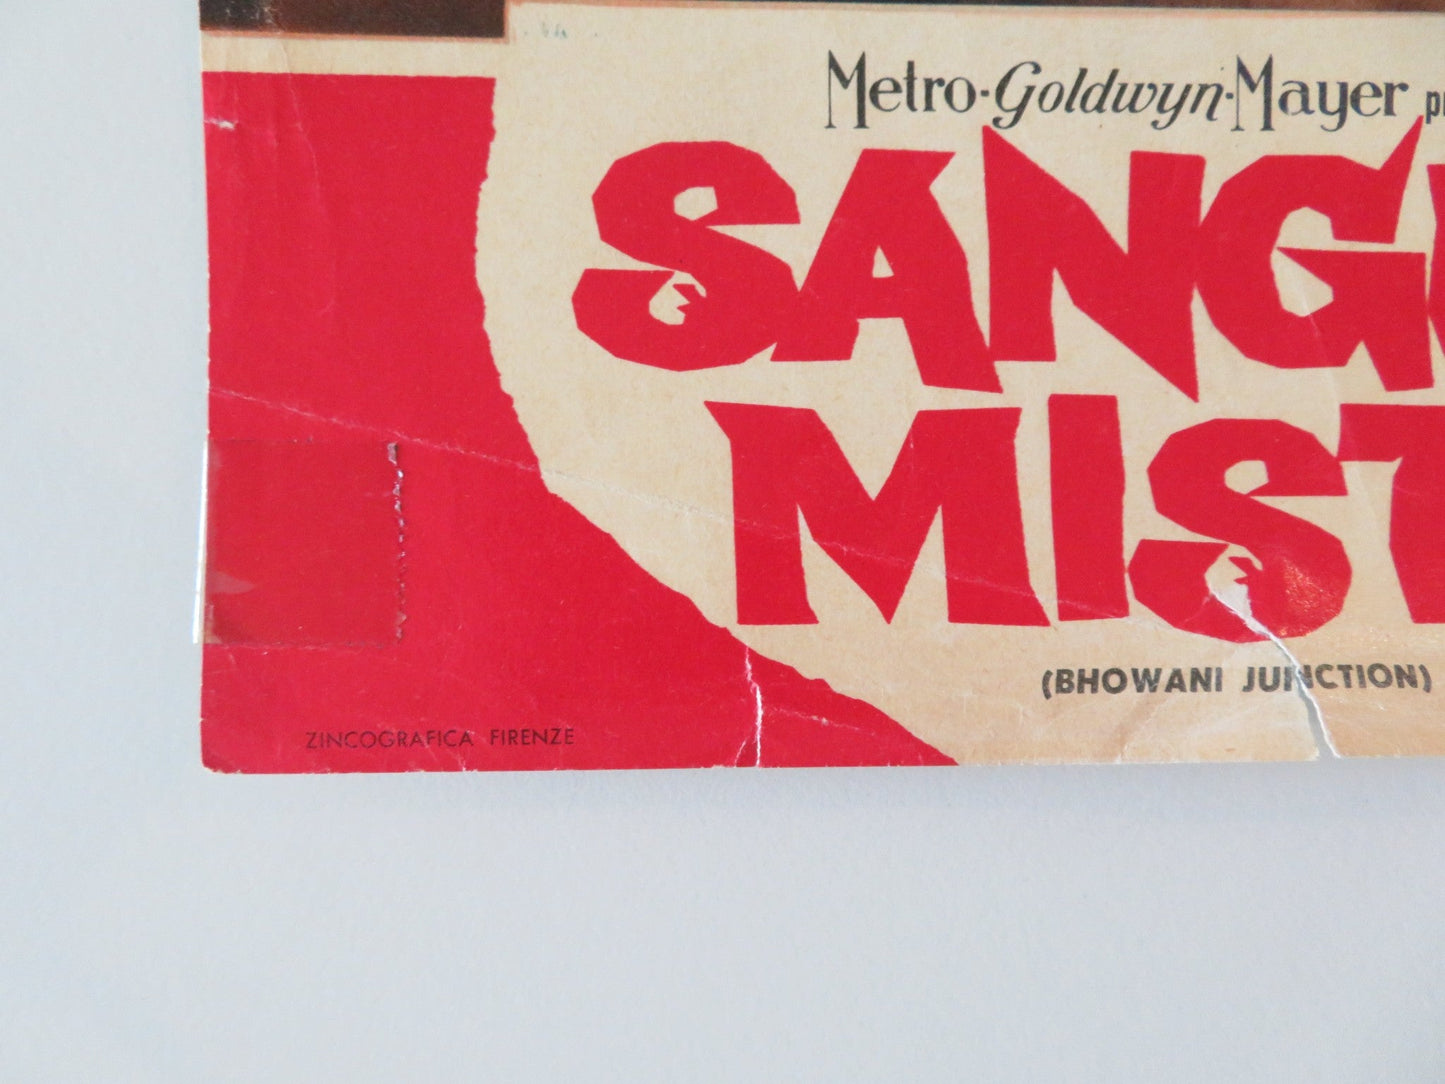 Metro-Goldwyn-Mayer
SANG
MIST
(BHOWANI JUNCTION)
ZINCOGRAFICA FIRENZE